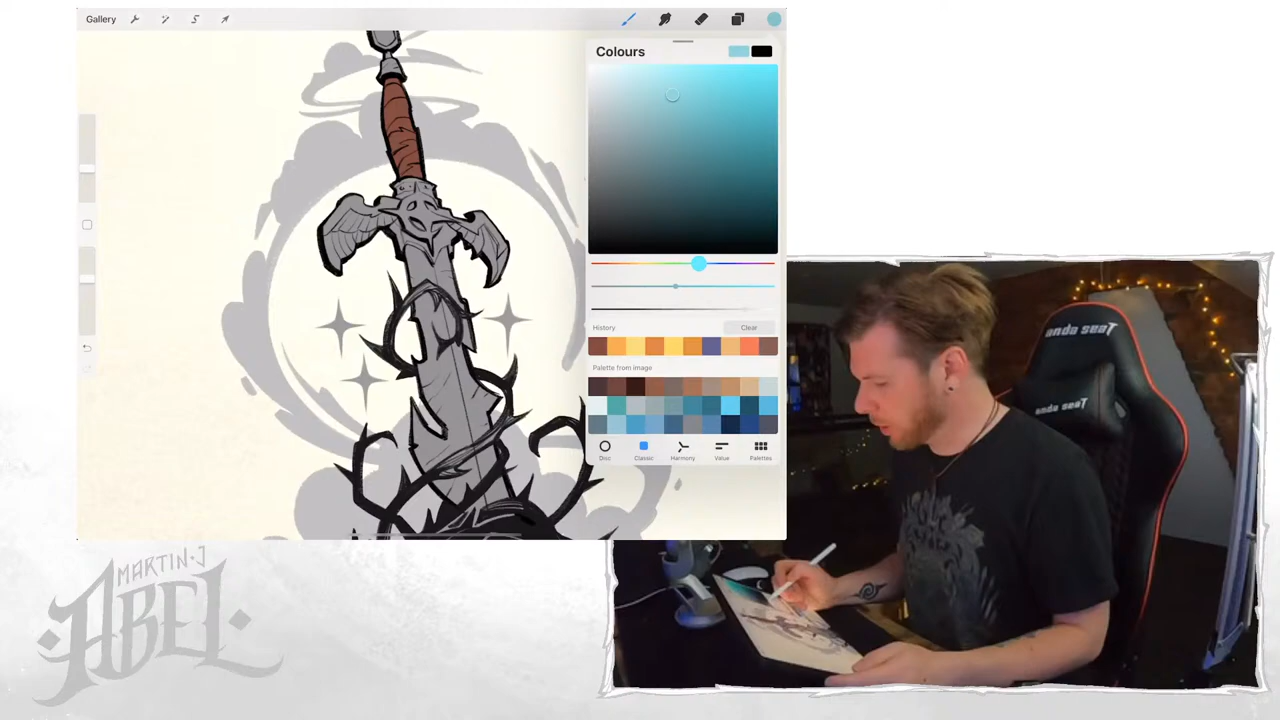 Gallery
Colours
History
Clear
Palette from image
Disc
Classic
Harmony
Value
Palettes
anda seaT
anda seaT
MARTIN·J
ABEL